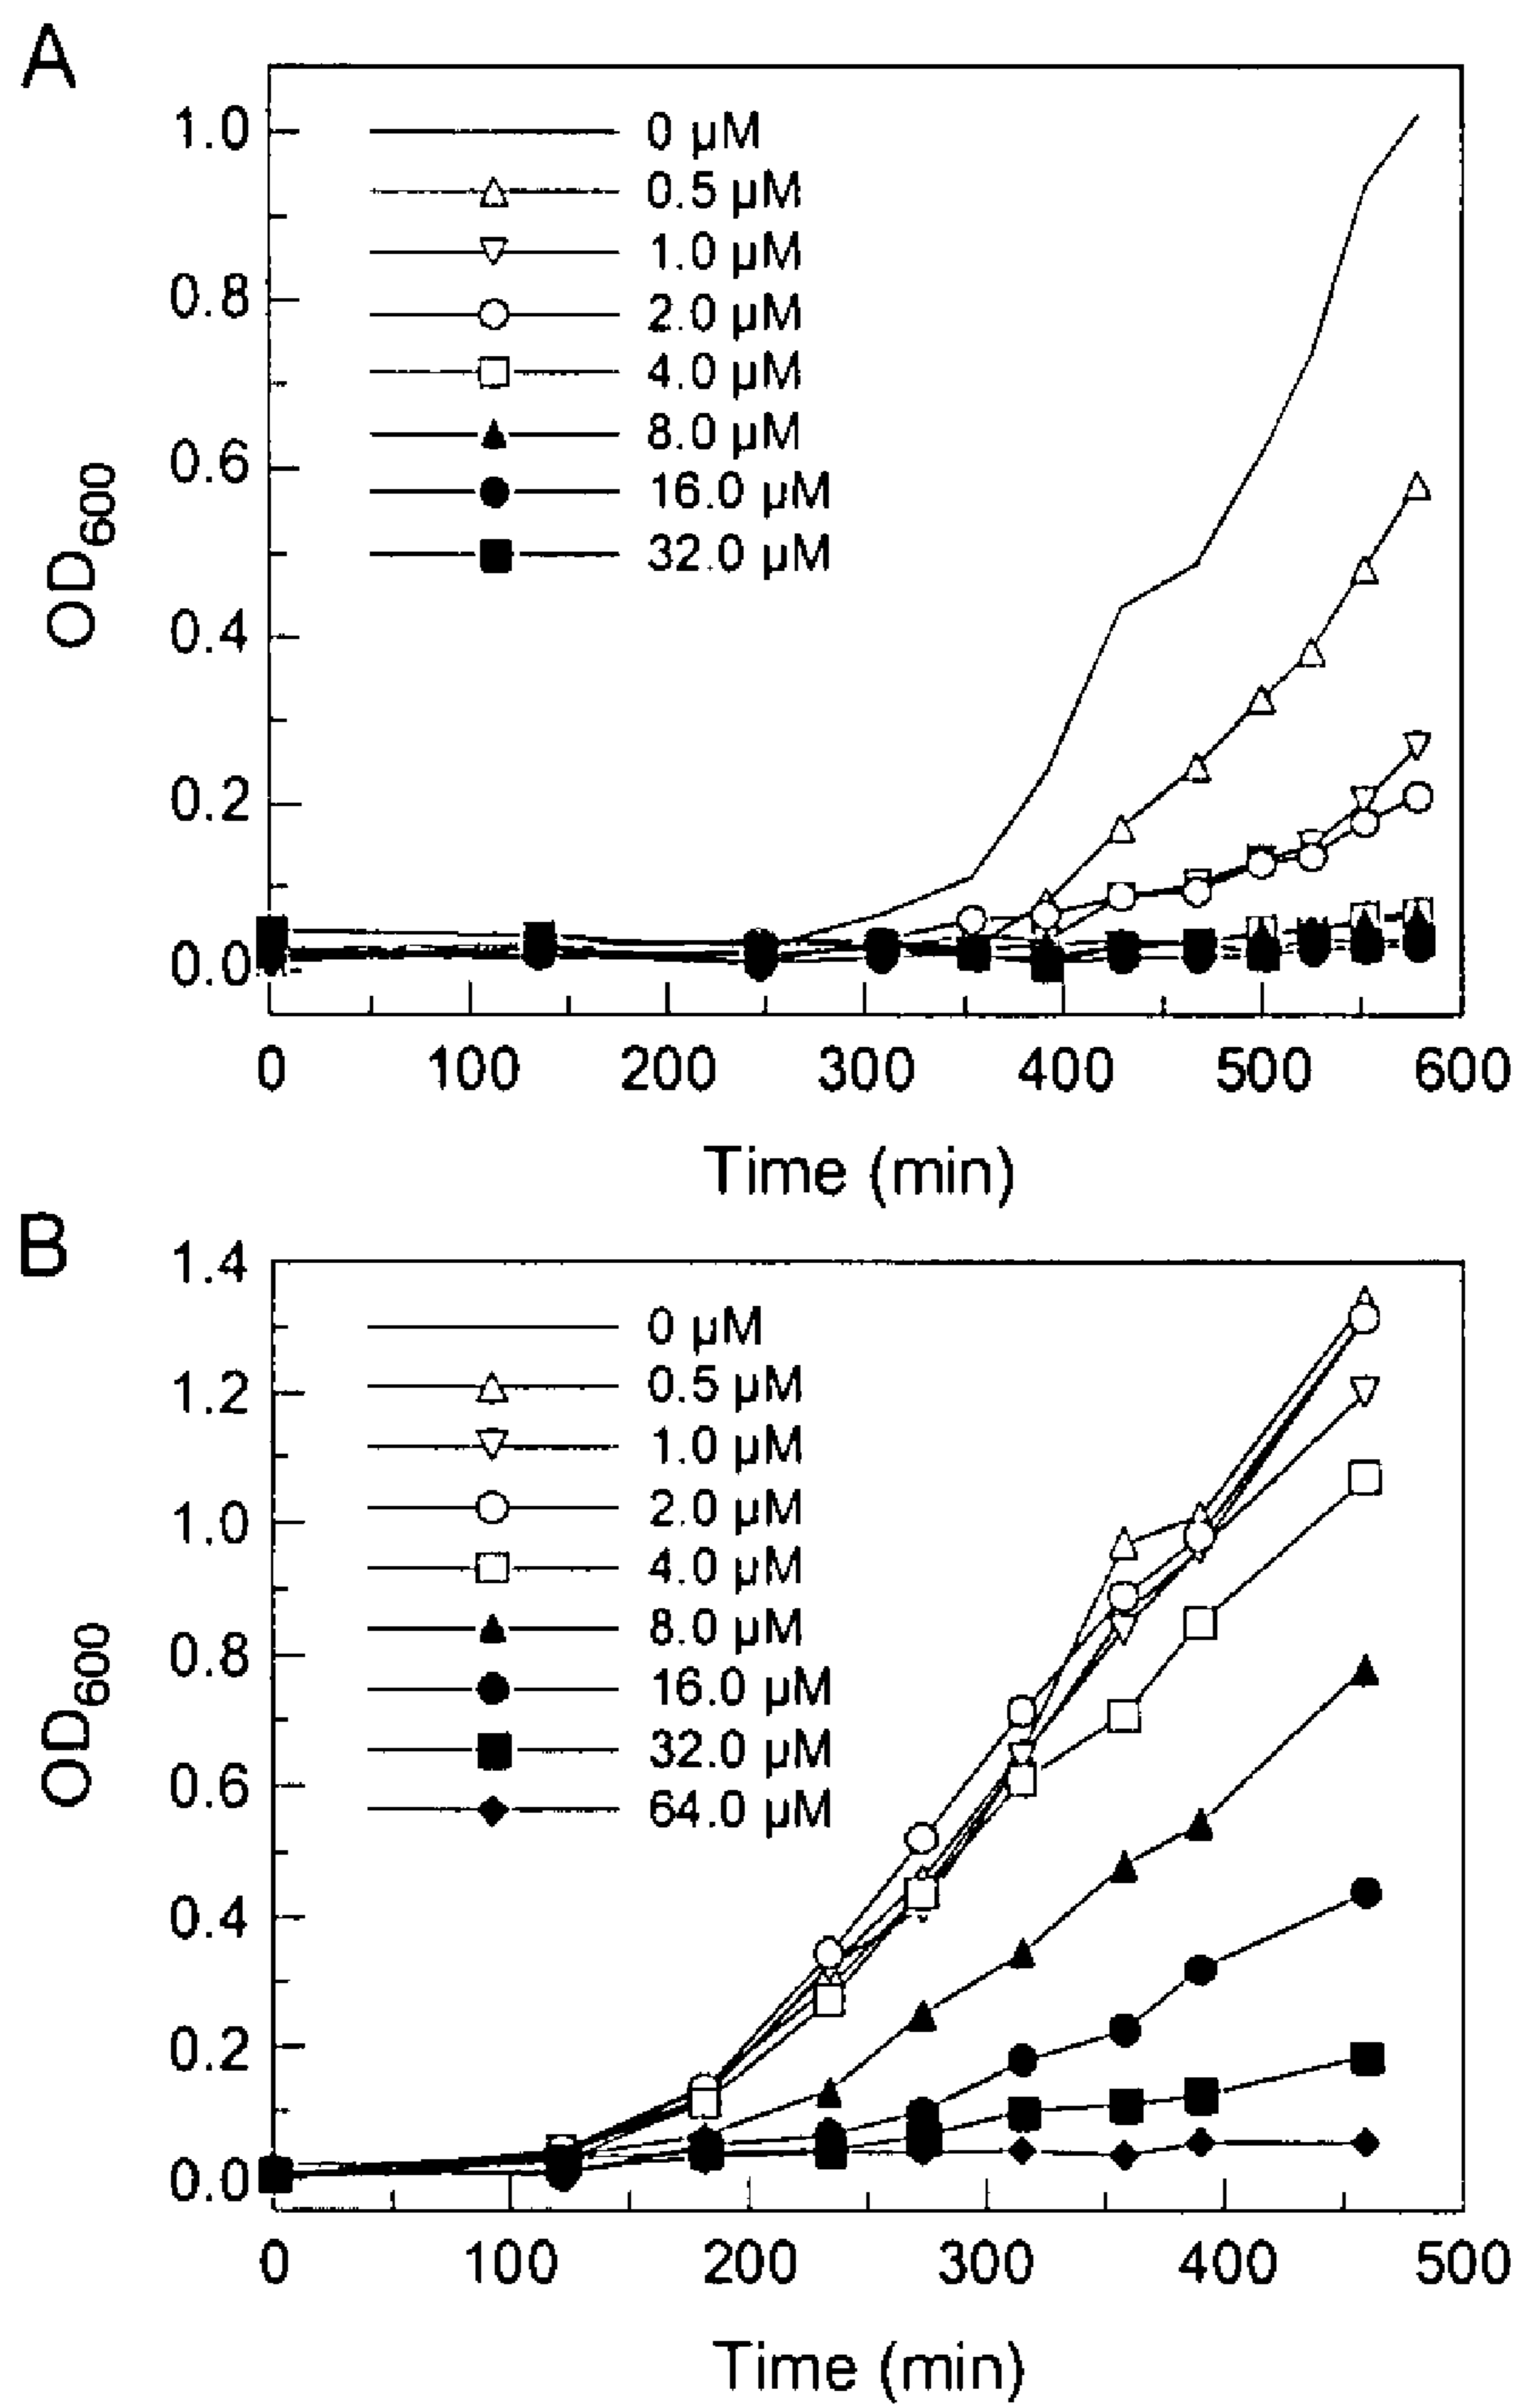 A
1.0
0.8
0.6
0.4
0.2
0.0
OD600
0 µM
0.5 µM
1.0 µM
2.0 µM
4.0 µM
8.0 µM
16.0 µM
32.0 µM
0 100 200 300 400 500 600
Time (min)
B
1.4
1.2
1.0
0.8
0.6
0.4
0.2
0.0
OD600
0 µM
0.5 µM
1.0 µM
2.0 µM
4.0 µM
8.0 µM
16.0 µM
32.0 µM
64.0 µM
0 100 200 300 400 500
Time (min)